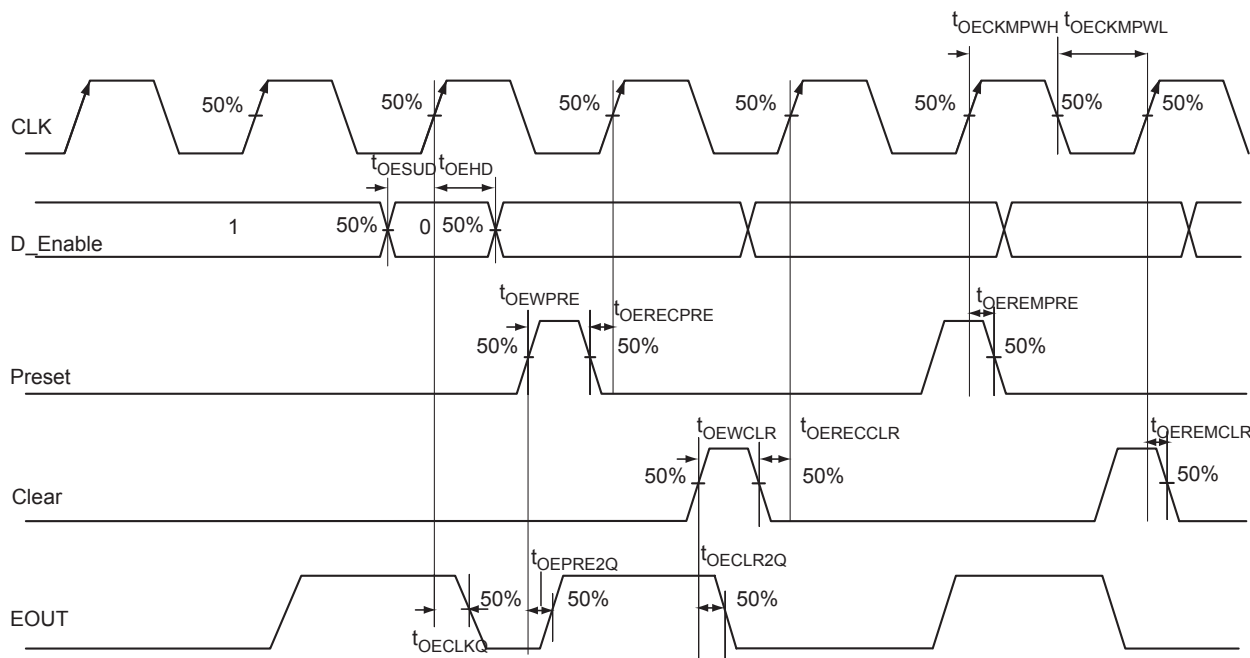 tOECKMPWH tOECKMPWL
CLK 50% 50% 50% 50% 50% 50% 50%
tOESUD tOEHD
D_Enable 1 50% 0 50%
tOEWPRE tOERECPRE tOEREMPRE
Preset 50% 50% 50%
tOEWCLR tOERECCLR tOEREMCLR
Clear 50% 50% 50%
tOEPRE2Q tOECLR2Q
EOUT 50% 50% 50%
tOECLKQ